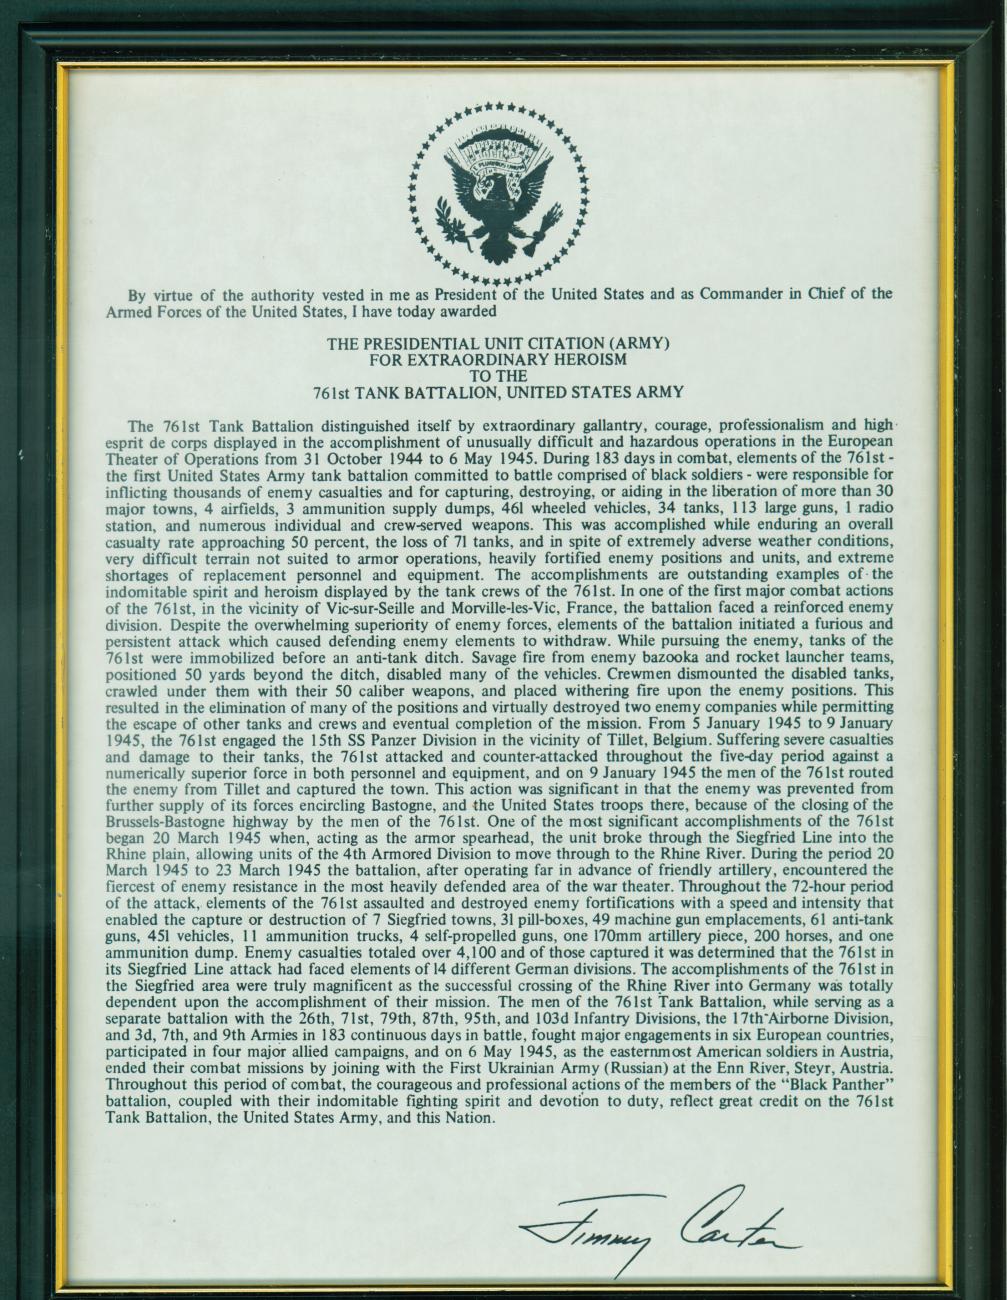 By virtue of the authority vested in me as President of the United States and as Commander in Chief of the
Armed Forces of the United States, I have today awarded
THE PRESIDENTIAL UNIT CITATION (ARMY)
FOR EXTRAORDINARY HEROISM
TO THE
761st TANK BATTALION, UNITED STATES ARMY
The 761st Tank Battalion distinguished itself by extraordinary gallantry, courage, professionalism and high
esprit de corps displayed in the accomplishment of unusually difficult and hazardous operations in the European
Theater of Operations from 31 October 1944 to 6 May 1945. During 183 days in combat, elements of the 761st -
the first United States Army tank battalion committed to battle comprised of black soldiers - were responsible for
inflicting thousands of enemy casualties and for capturing, destroying, or aiding in the liberation of more than 30
major towns, 4 airfields, 3 ammunition supply dumps, 461 wheeled vehicles, 34 tanks, 113 large guns, 1 radio
station, and numerous individual and crew-served weapons. This was accomplished while enduring an overall
casualty rate approaching 50 percent, the loss of 71 tanks, and in spite of extremely adverse weather conditions,
very difficult terrain not suited to armor operations, heavily fortified enemy positions and units, and extreme
shortages of replacement personnel and equipment. The accomplishments are outstanding examples of the
indomitable spirit and heroism displayed by the tank crews of the 761st. In one of the first major combat actions
of the 761st, in the vicinity of Vic-sur-Seille and Morville-les-Vic, France, the battalion faced a reinforced enemy
division. Despite the overwhelming superiority of enemy forces, elements of the battalion initiated a furious and
persistent attack which caused defending enemy elements to withdraw. While pursuing the enemy, tanks of the
761st were immobilized before an anti-tank ditch. Savage fire from enemy bazooka and rocket launcher teams,
positioned 50 yards beyond the ditch, disabled many of the vehicles. Crewmen dismounted the disabled tanks,
crawled under them with their 50 caliber weapons, and placed withering fire upon the enemy positions. This
resulted in the elimination of many of the positions and virtually destroyed two enemy companies while permitting
the escape of other tanks and crews and eventual completion of the mission. From 5 January 1945 to 9 January
1945, the 761st engaged the 15th SS Panzer Division in the vicinity of Tillet, Belgium. Suffering severe casualties
and damage to their tanks, the 761st attacked and counter-attacked throughout the five-day period against a
numerically superior force in both personnel and equipment, and on 9 January 1945 the men of the 761st routed
the enemy from Tillet and captured the town. This action was significant in that the enemy was prevented from
further supply of its forces encircling Bastogne, and the United States troops there, because of the closing of the
Brussels-Bastogne highway by the men of the 761st. One of the most significant accomplishments of the 761st
began 20 March 1945 when, acting as the armor spearhead, the unit broke through the Siegfried Line into the
Rhine plain, allowing units of the 4th Armored Division to move through to the Rhine River. During the period 20
March 1945 to 23 March 1945 the battalion, after operating far in advance of friendly artillery, encountered the
fiercest of enemy resistance in the most heavily defended area of the war theater. Throughout the 72-hour period
of the attack, elements of the 761st assaulted and destroyed enemy fortifications with a speed and intensity that
enabled the capture or destruction of 7 Siegfried towns, 31 pill-boxes, 49 machine gun emplacements, 61 anti-tank
guns, 451 vehicles, 11 ammunition trucks, 4 self-propelled guns, one 170mm artillery piece, 200 horses, and one
ammunition dump. Enemy casualties totaled over 4,100 and of those captured it was determined that the 761st in
its Siegfried Line attack had faced elements of 14 different German divisions. The accomplishments of the 761st in
the Siegfried area were truly magnificent as the successful crossing of the Rhine River into Germany was totally
dependent upon the accomplishment of their mission. The men of the 761st Tank Battalion, while serving as a
separate battalion with the 26th, 71st, 79th, 87th, 95th, and 103d Infantry Divisions, the 17th Airborne Division,
and 3d, 7th, and 9th Armies in 183 continuous days in battle, fought major engagements in six European countries,
participated in four major allied campaigns, and on 6 May 1945, as the easternmost American soldiers in Austria,
ended their combat missions by joining with the First Ukrainian Army (Russian) at the Enn River, Steyr, Austria.
Throughout this period of combat, the courageous and professional actions of the members of the “Black Panther”
battalion, coupled with their indomitable fighting spirit and devotion to duty, reflect great credit on the 761st
Tank Battalion, the United States Army, and this Nation.
Jimmy Carter